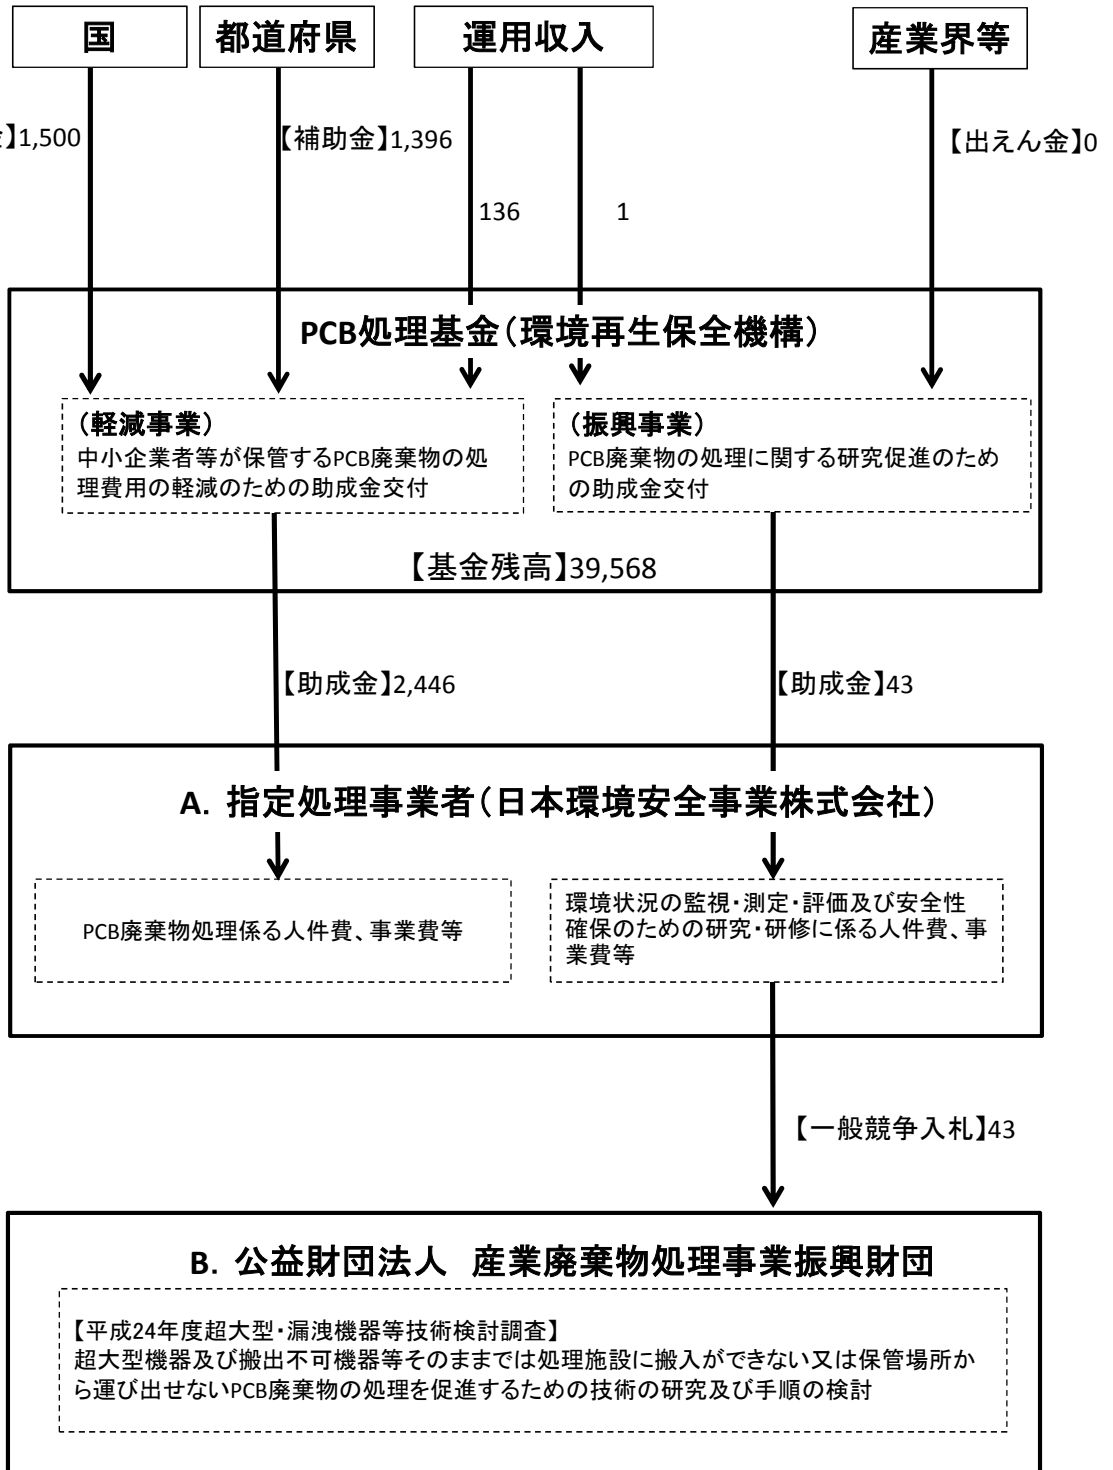 国
都道府県
運用収入
産業界等
】1,500
【補助金】1,396
【出えん金】0
136
1
PCB処理基金(環境再生保全機構)
(軽減事業)
中小企業者等が保管するPCB廃棄物の処
理費用の軽減のための助成金交付
(振興事業)
PCB廃棄物の処理に関する研究促進のため
の助成金交付
【基金残高】39,568
【助成金】2,446
【助成金】43
A. 指定処理事業者(日本環境安全事業株式会社)
PCB廃棄物処理係る人件費、事業費等
環境状況の監視・測定・評価及び安全性
確保のための研究・研修に係る人件費、事
業費等
【一般競争入札】43
B. 公益財団法人 産業廃棄物処理事業振興財団
【平成24年度超大型・漏洩機器等技術検討調査】
超大型機器及び搬出不可機器等そのままでは処理施設に搬入ができない又は保管場所か
ら運び出せないPCB廃棄物の処理を促進するための技術の研究及び手順の検討